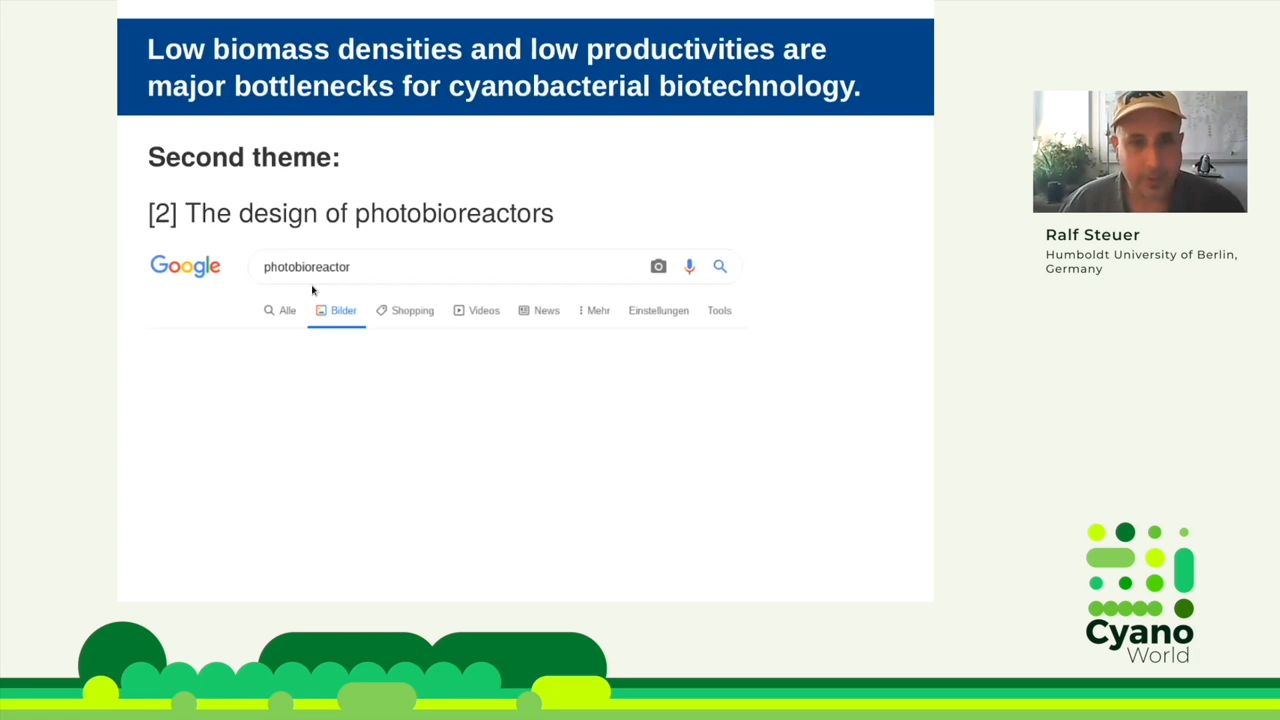 Low biomass densities and low productivities are
major bottlenecks for cyanobacterial biotechnology.
Second theme:
[2] The design of photobioreactors
Google
photobioreactor
Alle Bilder Shopping Videos News Mehr Einstellungen Tools
Ralf Steuer
Humboldt University of Berlin,
Germany
Cyano
World